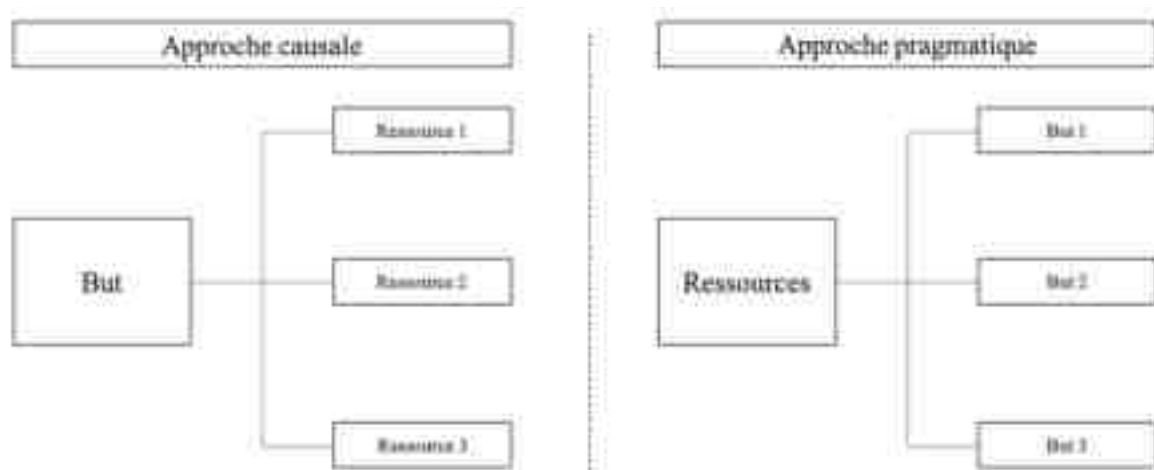 Approche causale
Ressource 1
But
Ressource 2
Ressource 3
Approche pragmatique
But 1
Ressources
But 2
But 3